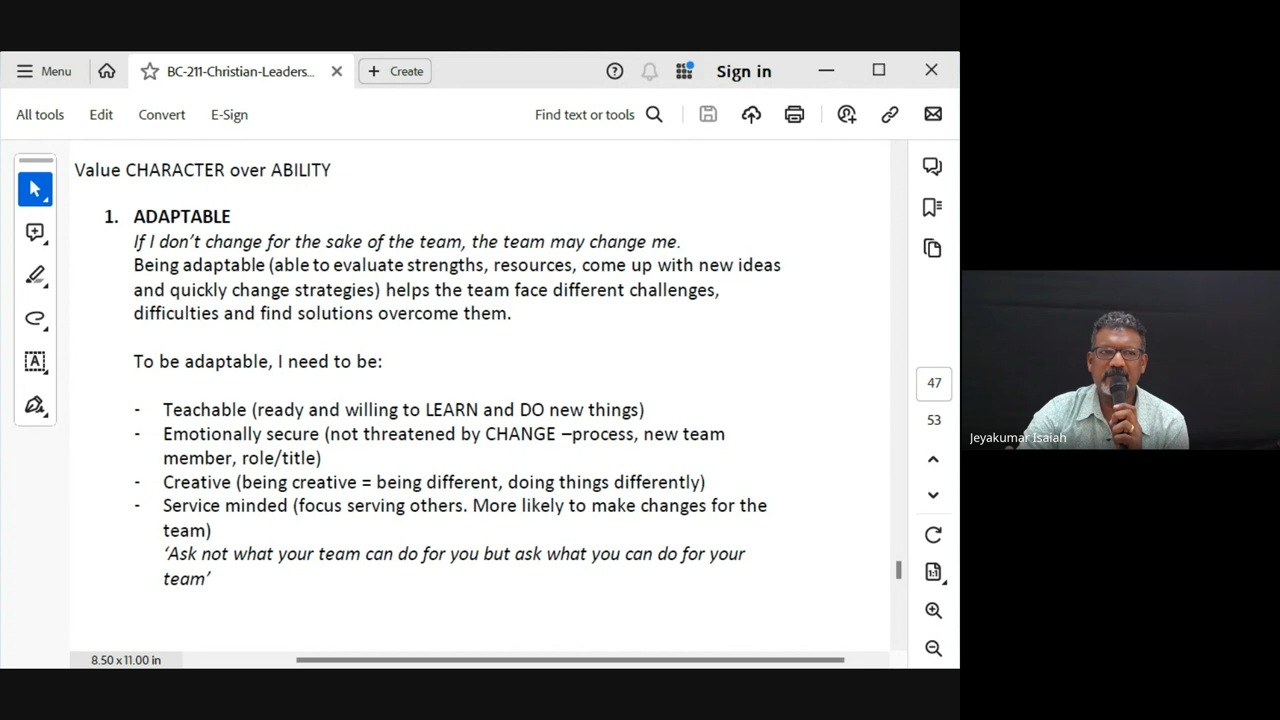 Menu
BC-211-Christian-Leaders...
Create
Sign in
All tools
Edit
Convert
E-Sign
Find text or tools
Value CHARACTER over ABILITY
1. ADAPTABLE
If I don’t change for the sake of the team, the team may change me.
Being adaptable (able to evaluate strengths, resources, come up with new ideas
and quickly change strategies) helps the team face different challenges,
difficulties and find solutions overcome them.
To be adaptable, I need to be:
- Teachable (ready and willing to LEARN and DO new things)
- Emotionally secure (not threatened by CHANGE –process, new team
member, role/title)
- Creative (being creative = being different, doing things differently)
- Service minded (focus serving others. More likely to make changes for the
team)
‘Ask not what your team can do for you but ask what you can do for your
team’
47
53
1:1
8.50 x 11.00 in
Jeyakumar Isaiah